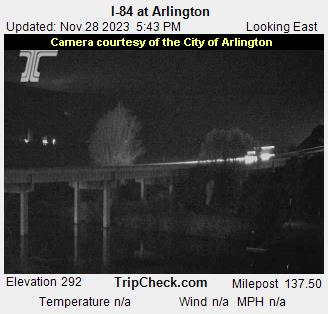 I-84 at Arlington
Updated: Nov 28 2023 5:43 PM Looking East
Camera courtesy of the City of Arlington
Elevation 292 TripCheck.com Milepost 137.50
Temperature n/a Wind n/a MPH n/a